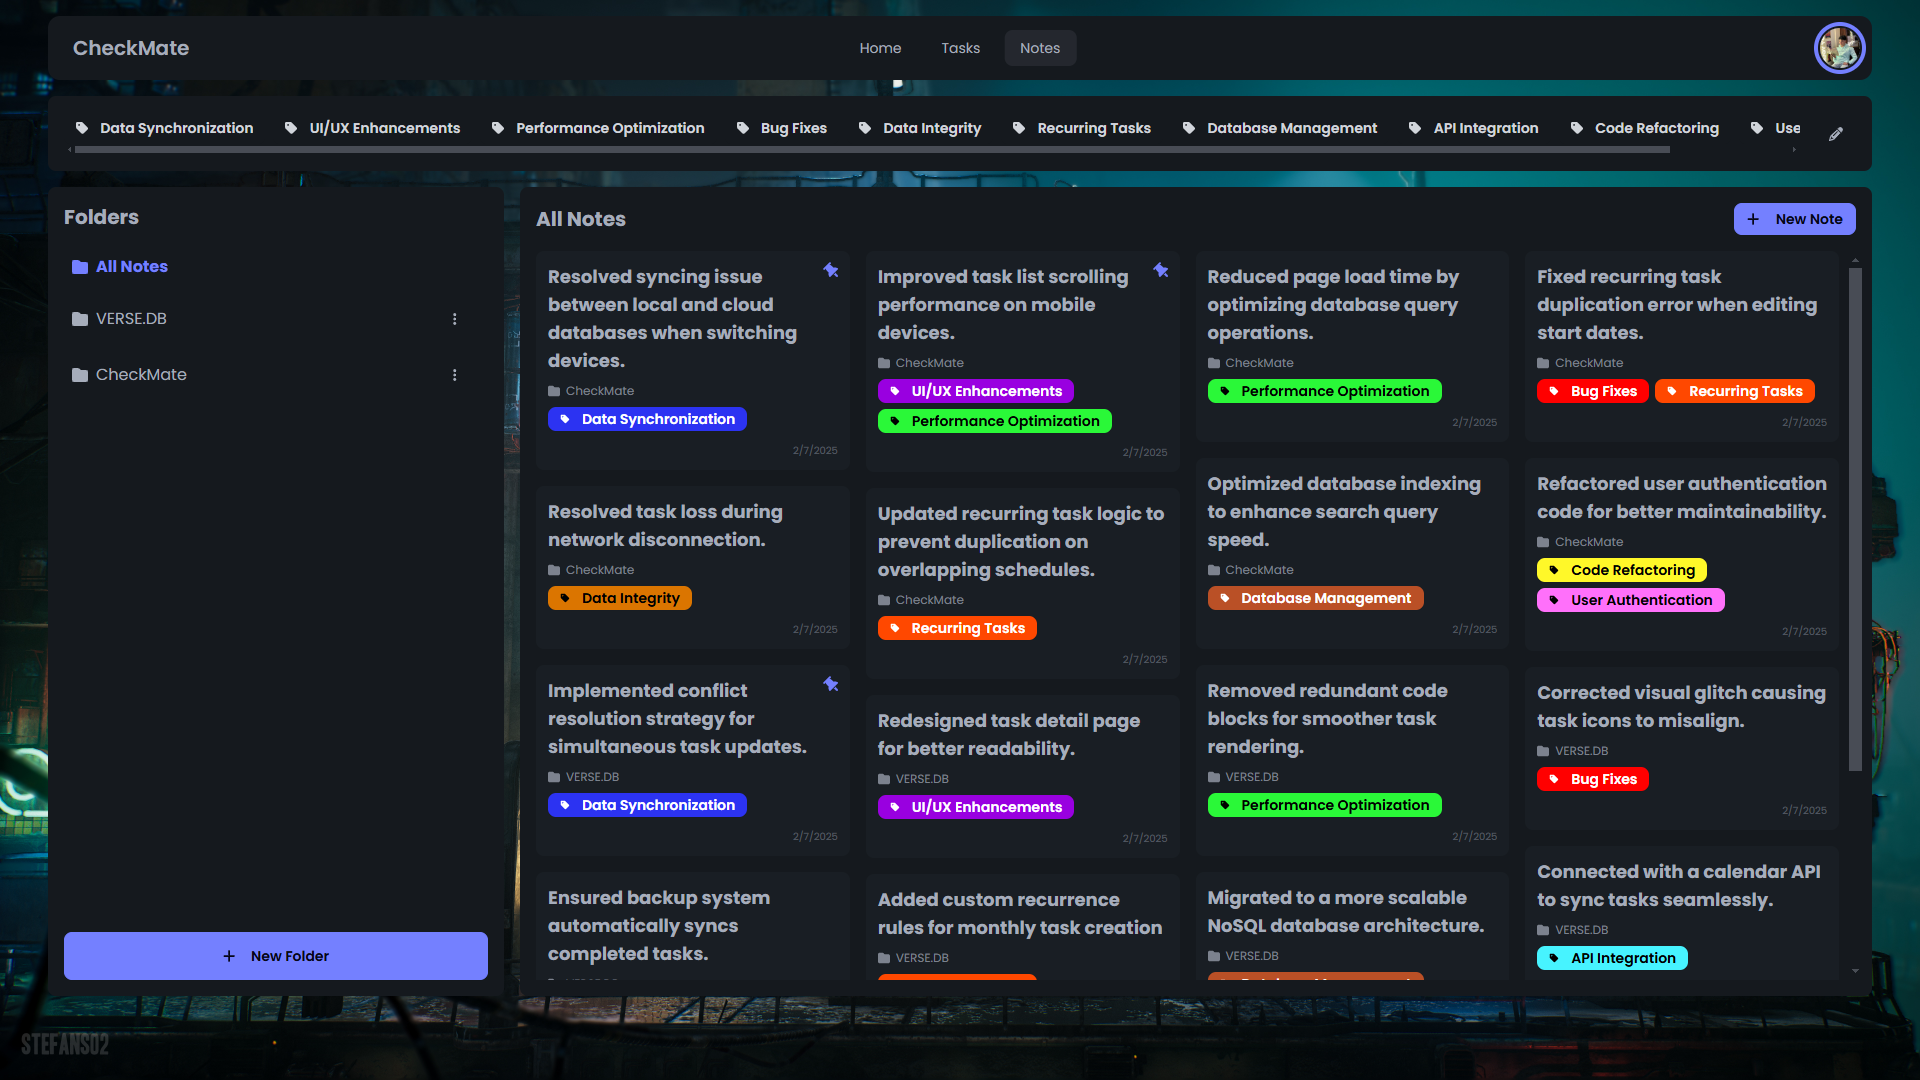 CheckMate
Home
Tasks
Notes
Data Synchronization
UI/UX Enhancements
Performance Optimization
Bug Fixes
Data Integrity
Recurring Tasks
Database Management
API Integration
Code Refactoring
Use
Folders
All Notes
VERSE.DB
CheckMate
New Folder
All Notes
New Note
Resolved syncing issue
between local and cloud
databases when switching
devices.
CheckMate
Data Synchronization
2/7/2025
Resolved task loss during
network disconnection.
CheckMate
Data Integrity
2/7/2025
Implemented conflict
resolution strategy for
simultaneous task updates.
VERSE.DB
Data Synchronization
2/7/2025
Ensured backup system
automatically syncs
completed tasks.
Improved task list scrolling
performance on mobile
devices.
CheckMate
UI/UX Enhancements
Performance Optimization
2/7/2025
Updated recurring task logic to
prevent duplication on
overlapping schedules.
CheckMate
Recurring Tasks
2/7/2025
Redesigned task detail page
for better readability.
VERSE.DB
UI/UX Enhancements
2/7/2025
Added custom recurrence
rules for monthly task creation
VERSE.DB
Reduced page load time by
optimizing database query
operations.
CheckMate
Performance Optimization
2/7/2025
Optimized database indexing
to enhance search query
speed.
CheckMate
Database Management
2/7/2025
Removed redundant code
blocks for smoother task
rendering.
VERSE.DB
Performance Optimization
2/7/2025
Migrated to a more scalable
NoSQL database architecture.
VERSE.DB
Fixed recurring task
duplication error when editing
start dates.
CheckMate
Bug Fixes
Recurring Tasks
2/7/2025
Refactored user authentication
code for better maintainability.
CheckMate
Code Refactoring
User Authentication
2/7/2025
Corrected visual glitch causing
task icons to misalign.
VERSE.DB
Bug Fixes
2/7/2025
Connected with a calendar API
to sync tasks seamlessly.
VERSE.DB
API Integration
STEFANS02